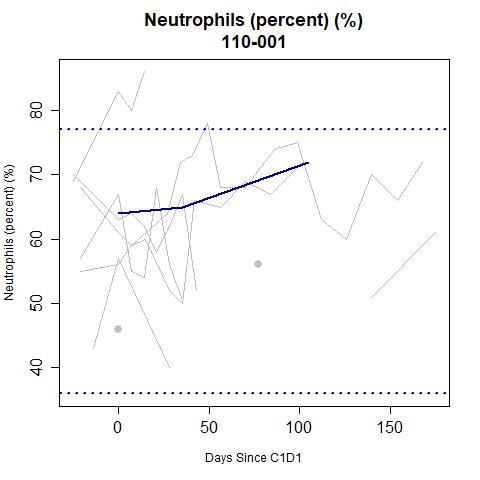 Neutrophils (percent) (%)
110-001
Neutrophils (percent) (%)
80
70
60
50
40
0 50 100 150
Days Since C1D1